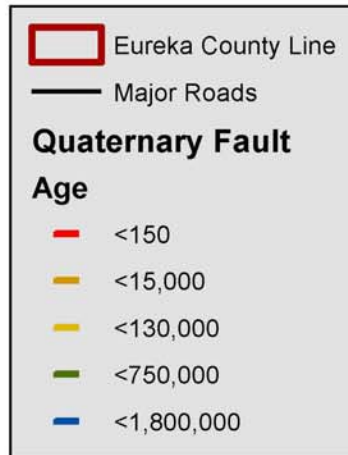 Eureka County Line
Major Roads
Quaternary Fault
Age
<150
<15,000
<130,000
<750,000
<1,800,000